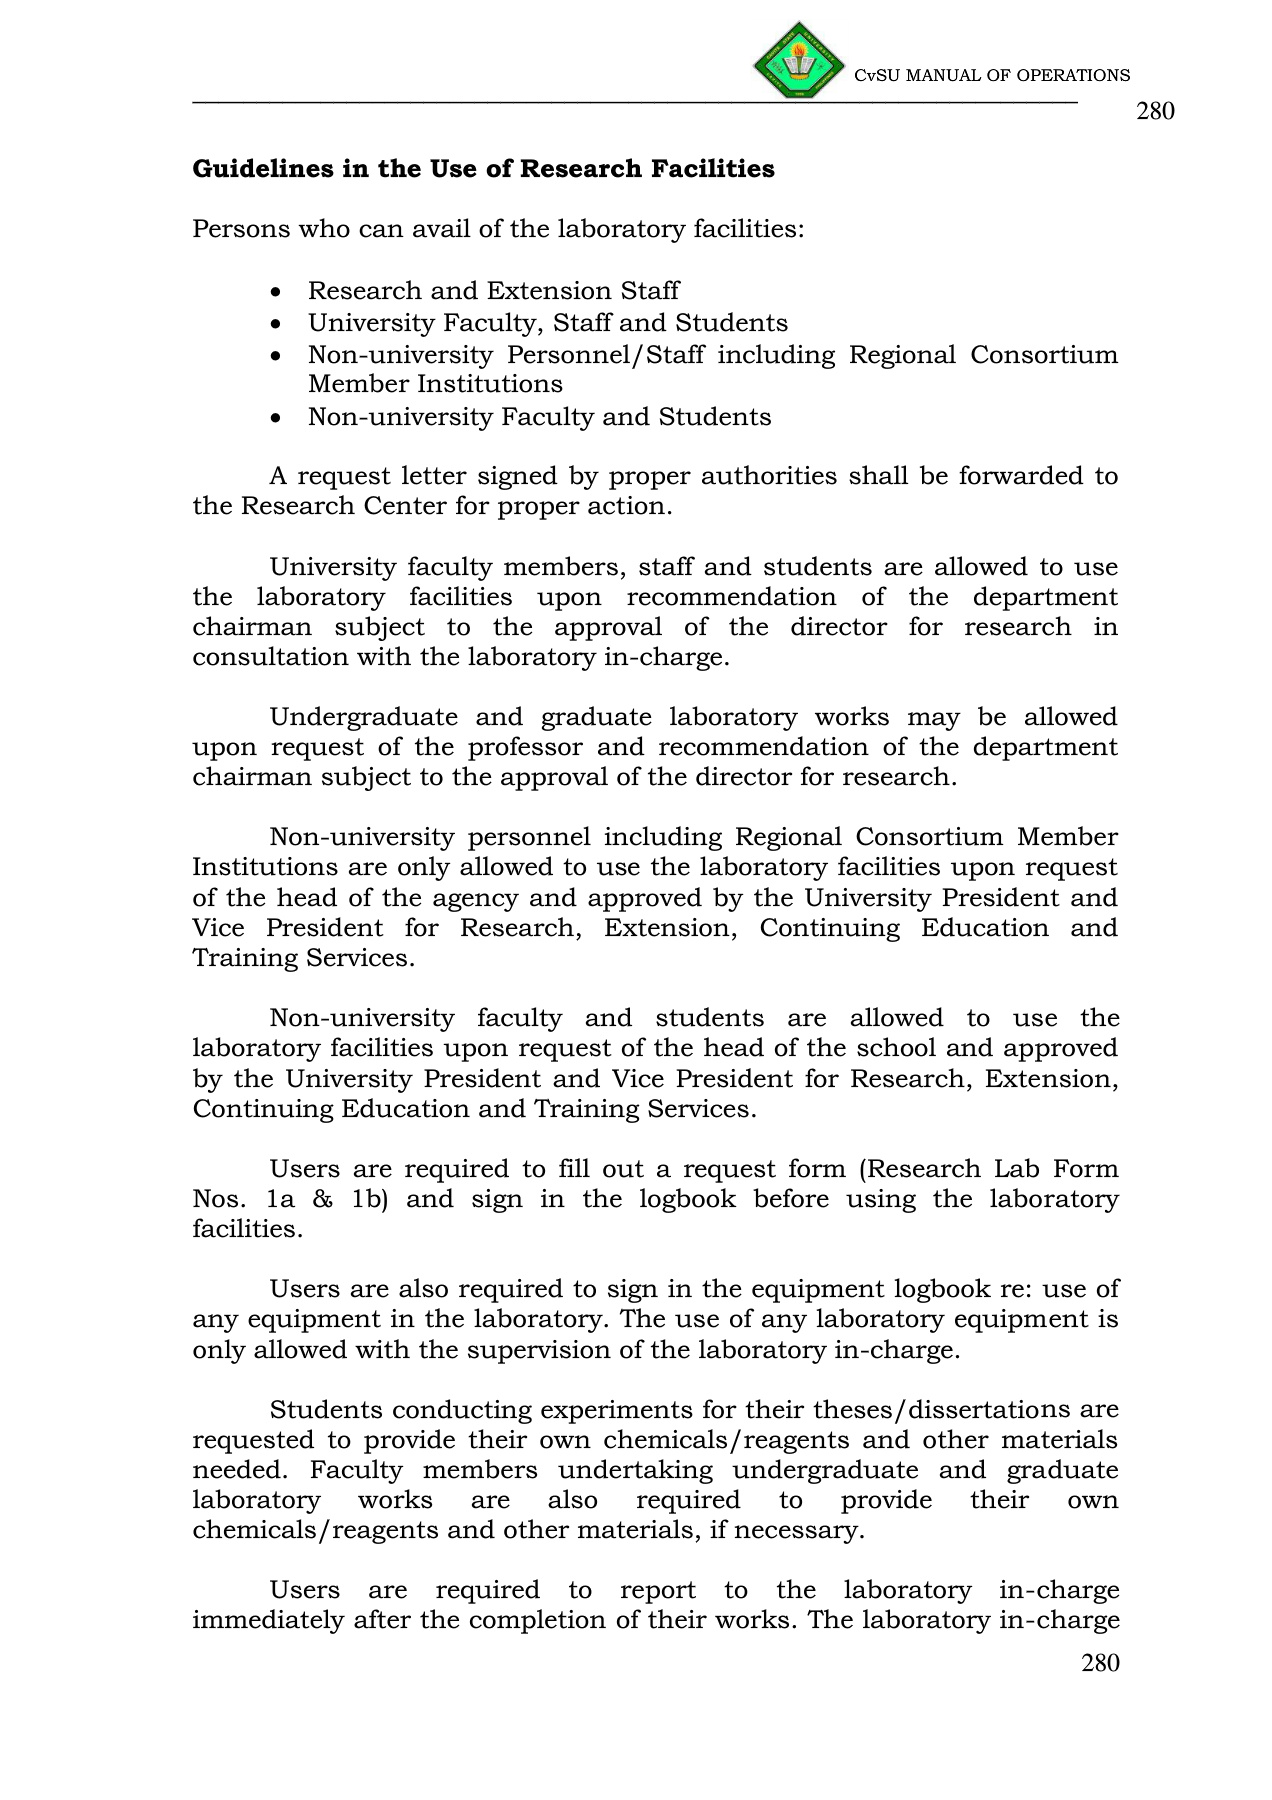 CvSU MANUAL OF OPERATIONS
280
Guidelines in the Use of Research Facilities
Persons who can avail of the laboratory facilities:
• Research and Extension Staff
• University Faculty, Staff and Students
• Non-university Personnel/Staff including Regional Consortium
Member Institutions
• Non-university Faculty and Students
A request letter signed by proper authorities shall be forwarded to
the Research Center for proper action.
University faculty members, staff and students are allowed to use
the laboratory facilities upon recommendation of the department
chairman subject to the approval of the director for research in
consultation with the laboratory in-charge.
Undergraduate and graduate laboratory works may be allowed
upon request of the professor and recommendation of the department
chairman subject to the approval of the director for research.
Non-university personnel including Regional Consortium Member
Institutions are only allowed to use the laboratory facilities upon request
of the head of the agency and approved by the University President and
Vice President for Research, Extension, Continuing Education and
Training Services.
Non-university faculty and students are allowed to use the
laboratory facilities upon request of the head of the school and approved
by the University President and Vice President for Research, Extension,
Continuing Education and Training Services.
Users are required to fill out a request form (Research Lab Form
Nos. 1a & 1b) and sign in the logbook before using the laboratory
facilities.
Users are also required to sign in the equipment logbook re: use of
any equipment in the laboratory. The use of any laboratory equipment is
only allowed with the supervision of the laboratory in-charge.
Students conducting experiments for their theses/dissertations are
requested to provide their own chemicals/reagents and other materials
needed. Faculty members undertaking undergraduate and graduate
laboratory works are also required to provide their own
chemicals/reagents and other materials, if necessary.
Users are required to report to the laboratory in-charge
immediately after the completion of their works. The laboratory in-charge
280